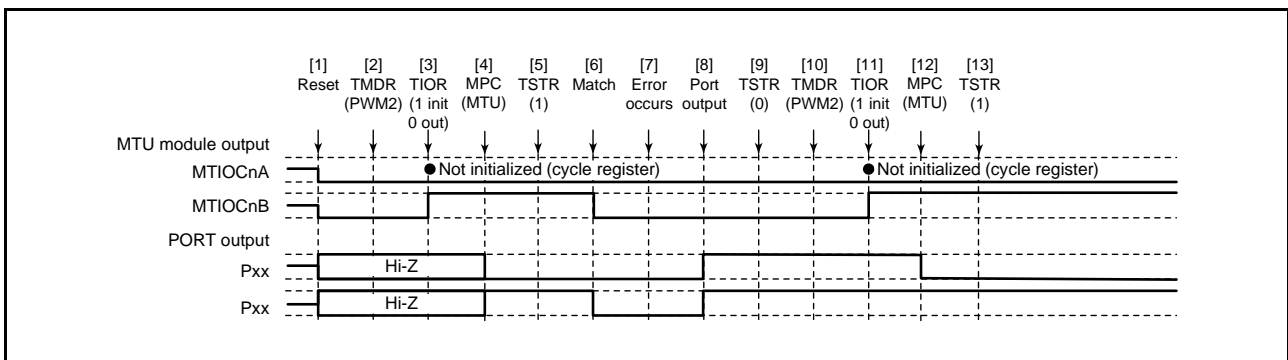 [1] [2] [3] [4] [5] [6] [7] [8] [9] [10] [11] [12] [13]
Reset TMDR TIOR MPC TSTR Match Error Port TSTR TMDR TIOR MPC TSTR
(PWM2) (1 init (MTU) (1) occurs output (0) (PWM2) (1 init (MTU) (1)
0 out) 0 out)
MTU module output
MTIOCnA Not initialized (cycle register) Not initialized (cycle register)
MTIOCnB
PORT output
Pxx Hi-Z
Pxx Hi-Z